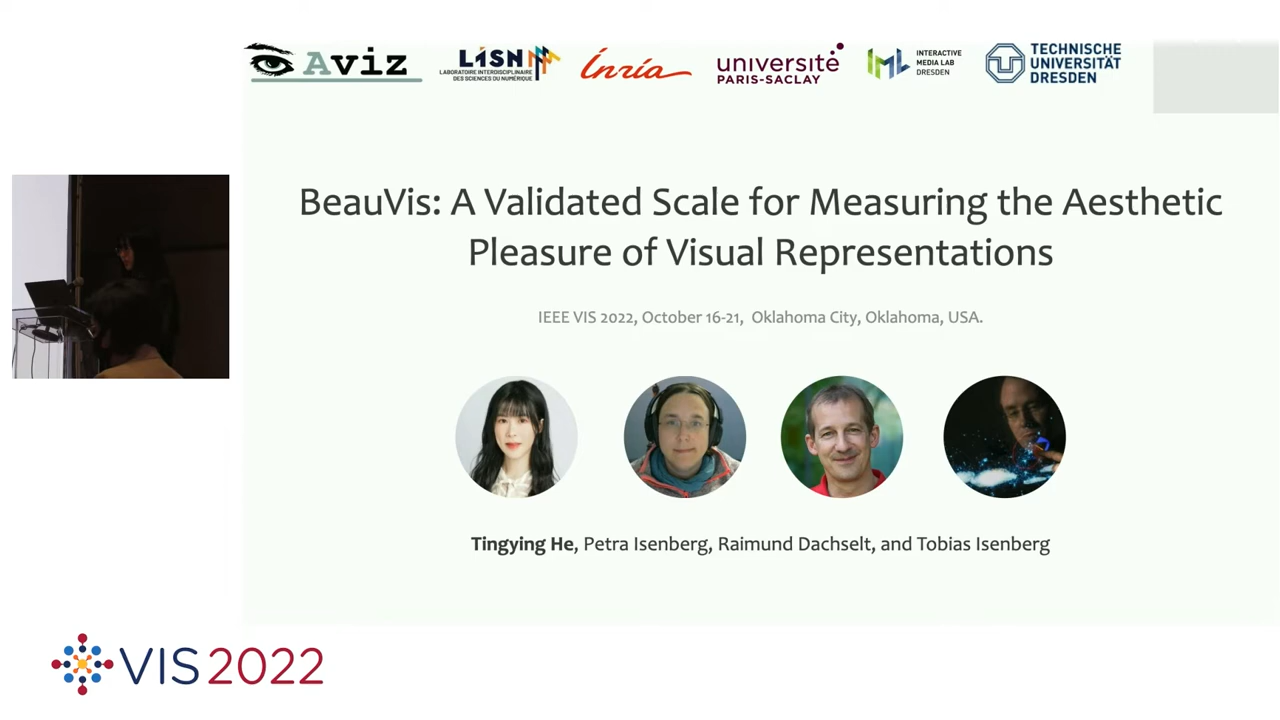 Aviz
LISN
LABORATOIRE INTERDISCIPLINAIRE
DES SCIENCES DU NUMÉRIQUE
Inria
université
PARIS-SACLAY
IML
INTERACTIVE
MEDIA LAB
DRESDEN
TECHNISCHE
UNIVERSITÄT
DRESDEN
BeauVis: A Validated Scale for Measuring the Aesthetic
Pleasure of Visual Representations
IEEE VIS 2022, October 16-21, Oklahoma City, Oklahoma, USA.
Tingying He, Petra Isenberg, Raimund Dachselt, and Tobias Isenberg
VIS2022